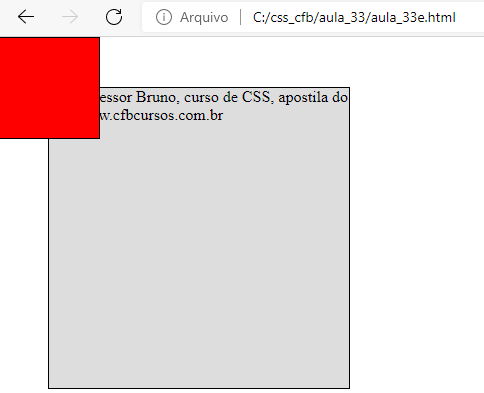 Arquivo C:/css_cfb/aula_33/aula_33e.html
essor Bruno, curso de CSS, apostila do
w.cfbcursos.com.br